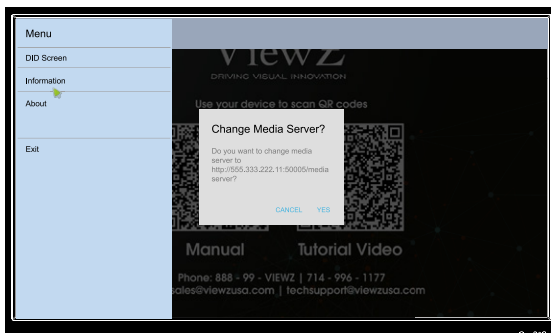 Menu
DID Screen
Information
About
Exit
ViewZ
DRIVING VISUAL INNOVATION
Use your device to scan QR codes
Change Media Server?
Do you want to change media
server to
http://555.333.222.11:50005/media
server?
CANCEL YES
Manual Tutorial Video
Phone: 888 - 99 - VIEWZ | 714 - 996 - 1177
sales@viewzusa.com | techsupport@viewzusa.com